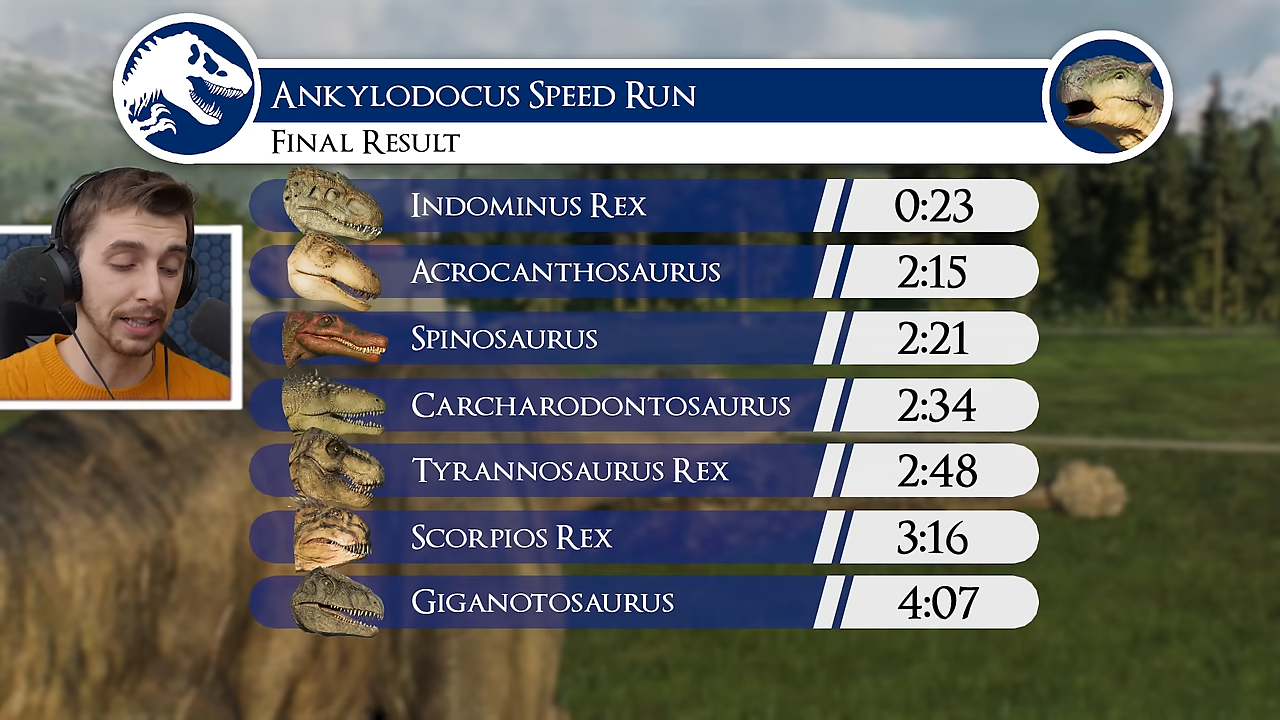 Ankylodocus Speed Run
Final Result
Indominus Rex 0:23
Acrocanthosaurus 2:15
Spinosaurus 2:21
Carcharodontosaurus 2:34
Tyrannosaurus Rex 2:48
Scorpios Rex 3:16
Giganotosaurus 4:07